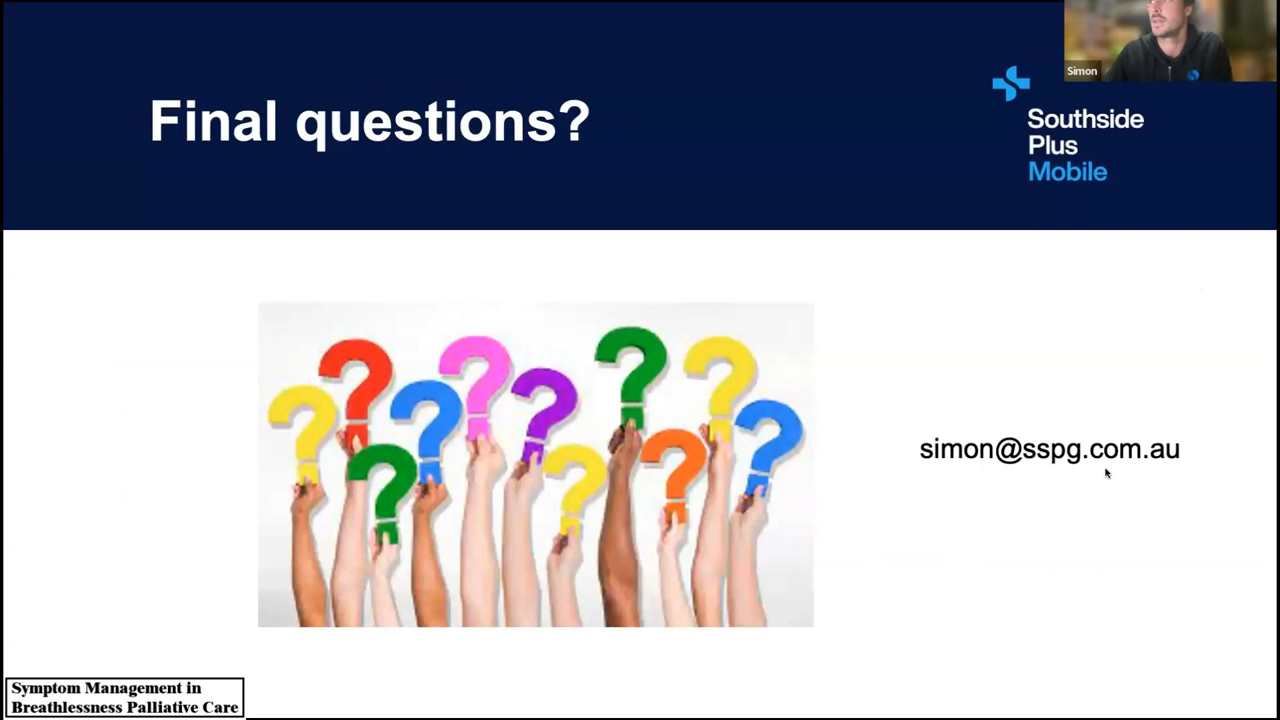 Final questions?
Simon
Southside
Plus
Mobile
simon@sspg.com.au
Symptom Management in
Breathlessness Palliative Care